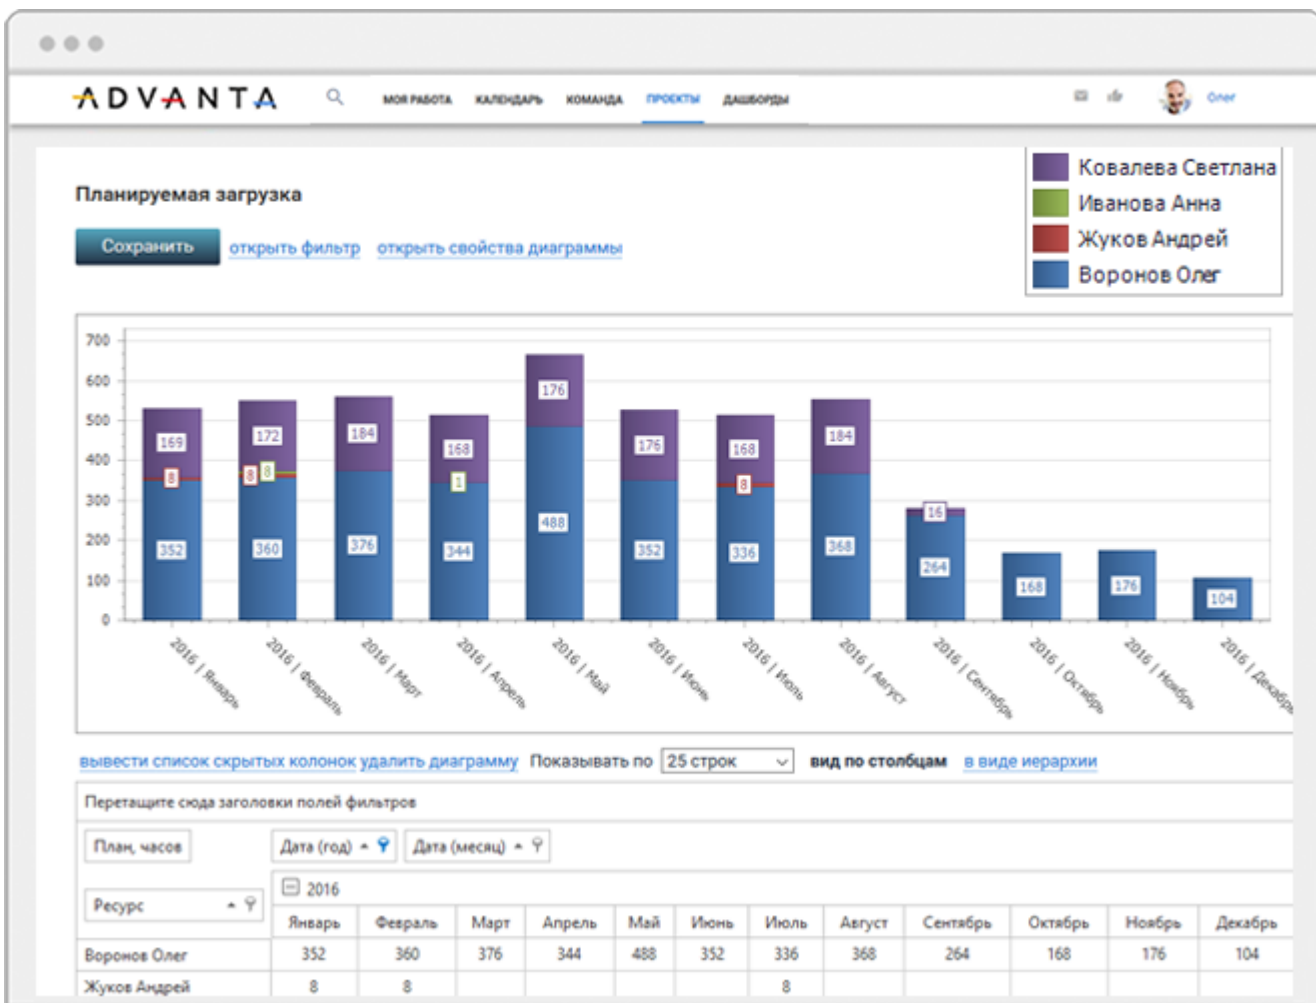 ADVANTA МОЯ РАБОТА КАЛЕНДАРЬ КОМАНДА ПРОЕКТЫ ДАШБОРДЫ Олег
Ковалева Светлана
Иванова Анна
Жуков Андрей
Воронов Олег
Планируемая загрузка
Сохранить открыть фильтр открыть свойства диаграммы
700
600
500
400
300
200
100
0
169 172 184 168 176 176 168 184 16
8 8 8 1 8
352 360 376 344 488 352 336 368 264 168 176 104
2016 | Январь
2016 | Февраль
2016 | Март
2016 | Апрель
2016 | Май
2016 | Июнь
2016 | Июль
2016 | Август
2016 | Сентябрь
2016 | Октябрь
2016 | Ноябрь
2016 | Декабрь
вывести список скрытых колонок удалить диаграмму Показывать по 25 строк вид по столбцам в виде иерархии
Перетащите сюда заголовки полей фильтров
План, часов Дата (год) Дата (месяц)
Ресурс 2016
Январь Февраль Март Апрель Май Июнь Июль Август Сентябрь Октябрь Ноябрь Декабрь
Воронов Олег 352 360 376 344 488 352 336 368 264 168 176 104
Жуков Андрей 8 8 8